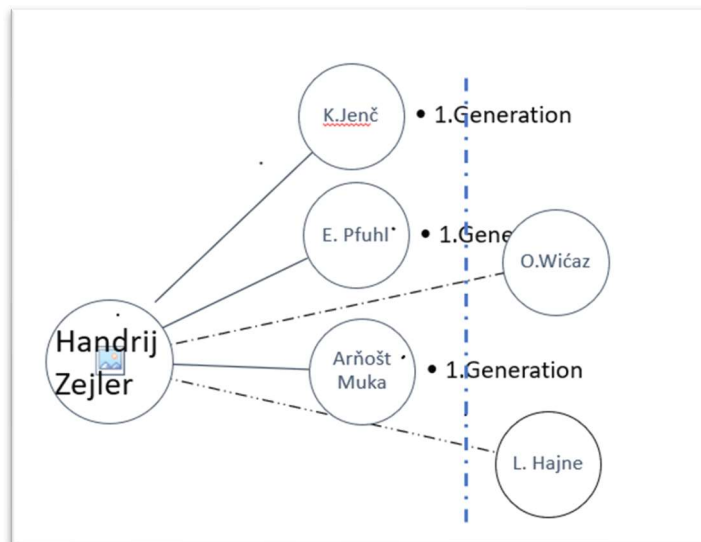 K.Jenč
• 1.Generation
E. Pfuhl
• 1.Gene
O.Wićaz
Handrij
Zejler
Arňošt
Muka
• 1.Generation
L. Hajne